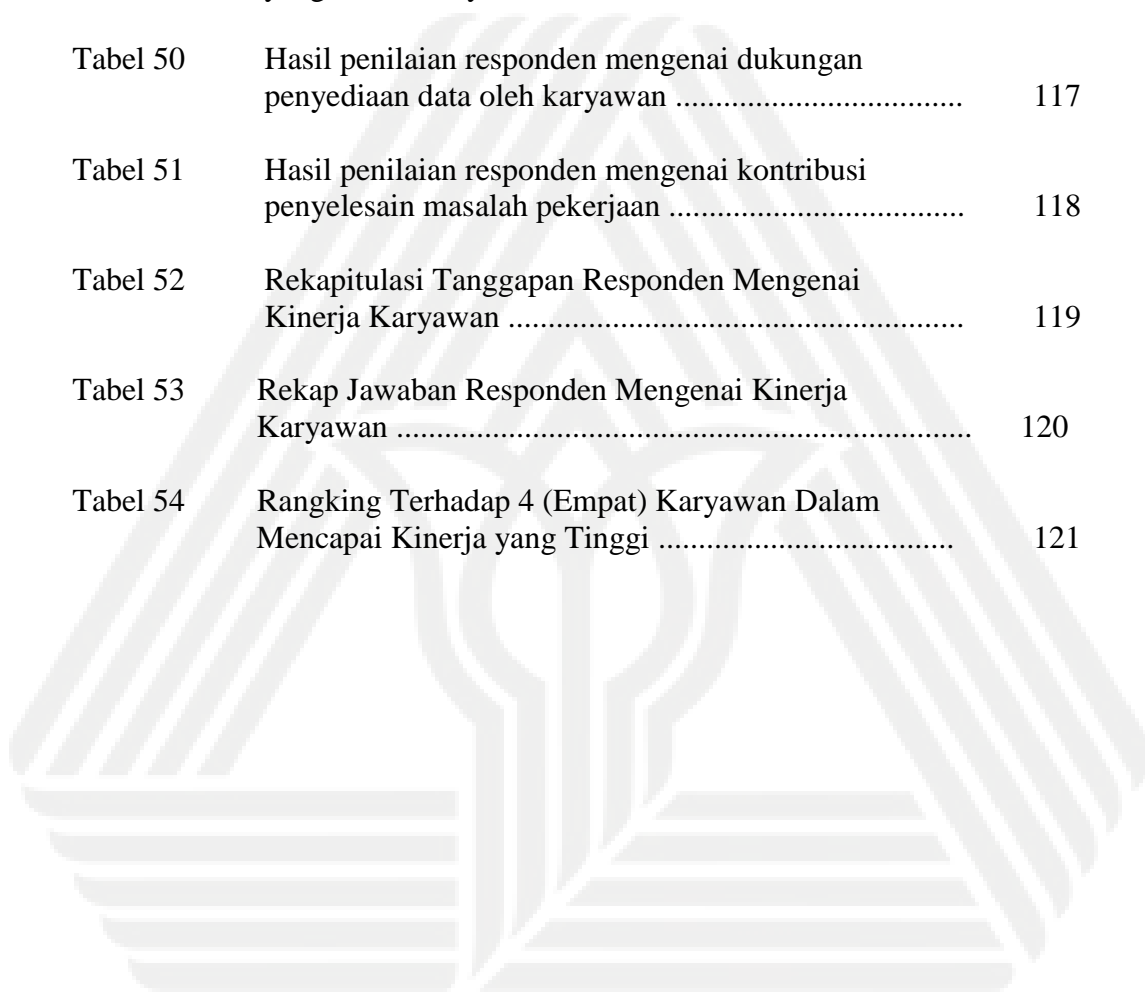 Tabel 50 Hasil penilaian responden mengenai dukungan
penyediaan data oleh karyawan .................................... 117
Tabel 51 Hasil penilaian responden mengenai kontribusi
penyelesain masalah pekerjaan ..................................... 118
Tabel 52 Rekapitulasi Tanggapan Responden Mengenai
Kinerja Karyawan ......................................................... 119
Tabel 53 Rekap Jawaban Responden Mengenai Kinerja
Karyawan ........................................................................ 120
Tabel 54 Rangking Terhadap 4 (Empat) Karyawan Dalam
Mencapai Kinerja yang Tinggi ..................................... 121